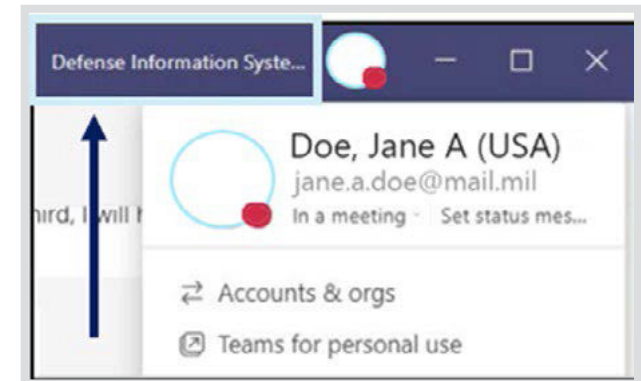 Defense Information Syste...
Doe, Jane A (USA)
jane.a.doe@mail.mil
In a meeting Set status mes...
hird, I will h
Accounts & orgs
Teams for personal use